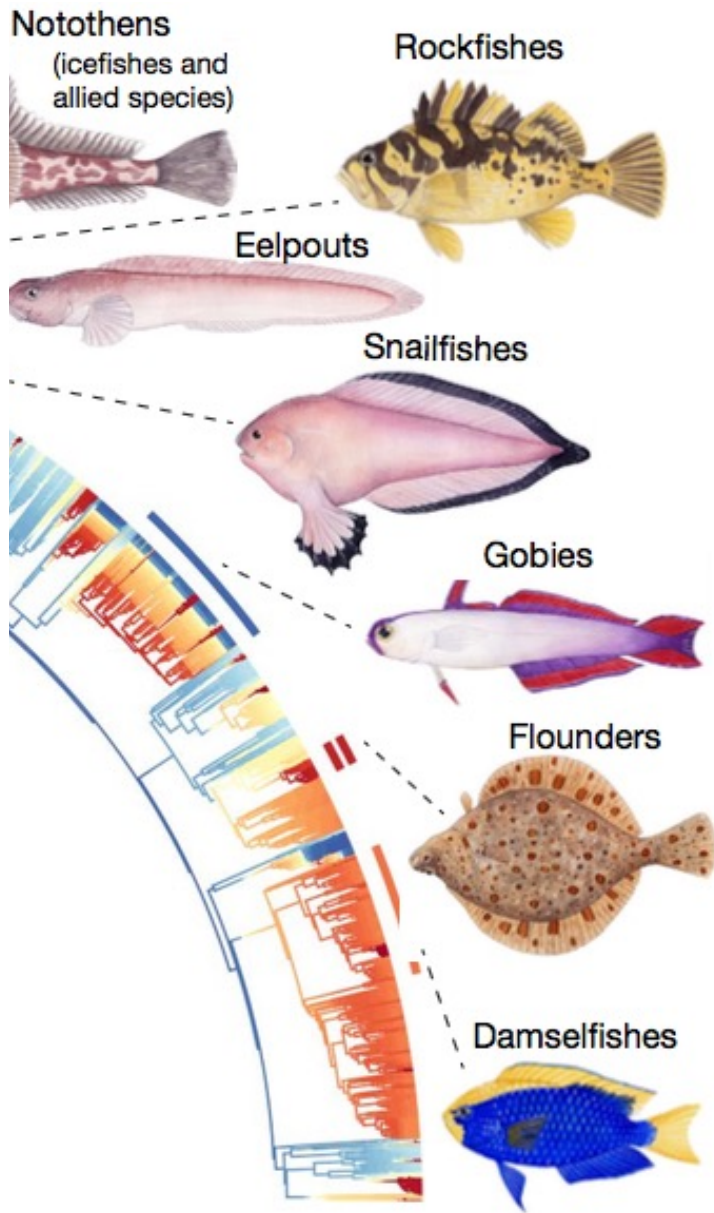 Notothens
(icefishes and
allied species)
Rockfishes
Eelpouts
Snailfishes
Gobies
Flounders
Damselfishes